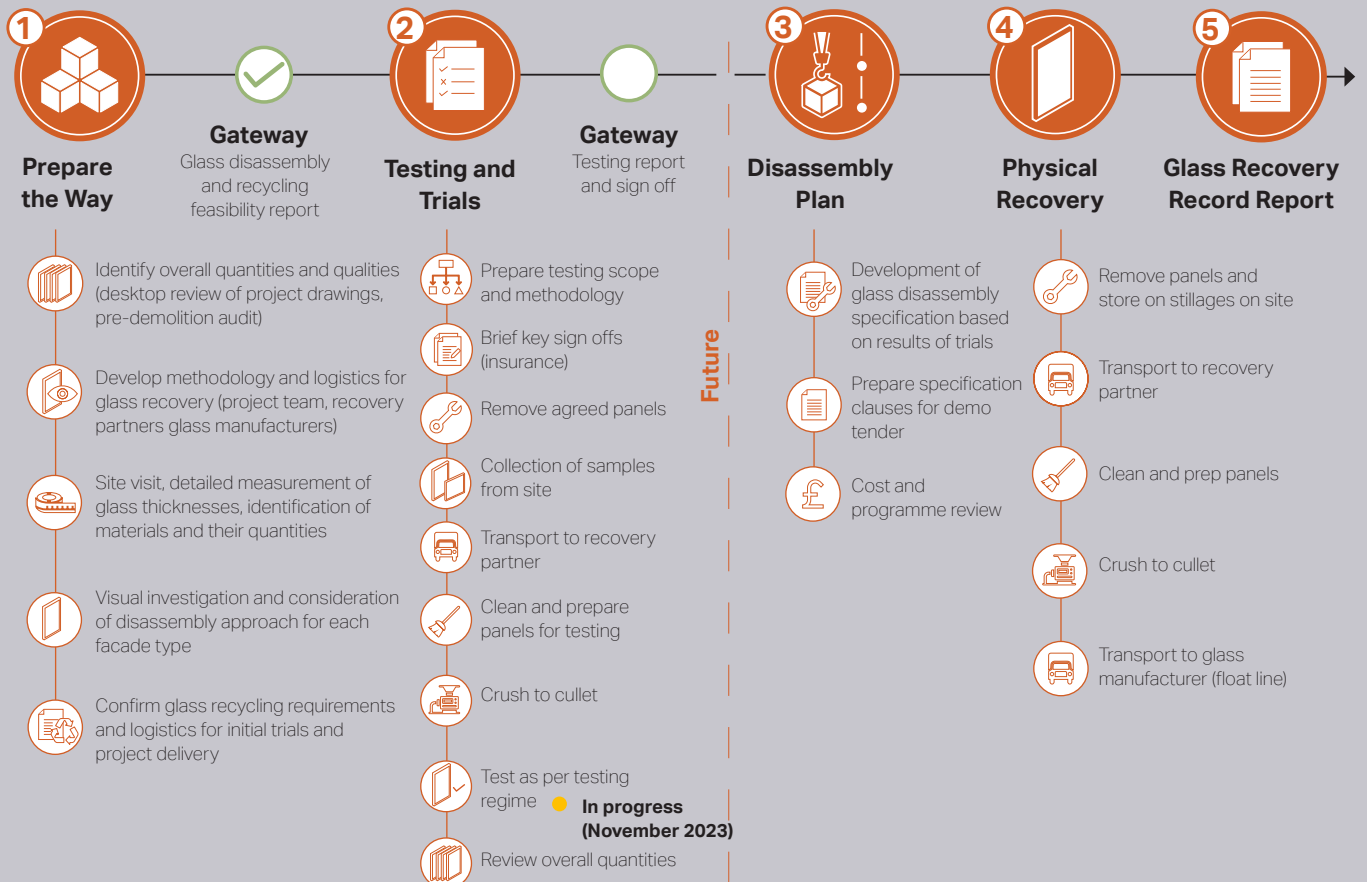 1
Prepare
the Way
Identify overall quantities and qualities
(desktop review of project drawings,
pre-demolition audit)
Develop methodology and logistics for
glass recovery (project team, recovery
partners glass manufacturers)
Site visit, detailed measurement of
glass thicknesses, identification of
materials and their quantities
Visual investigation and consideration
of disassembly approach for each
facade type
Confirm glass recycling requirements
and logistics for initial trials and
project delivery
Gateway
Glass disassembly
and recycling
feasibility report
2
Testing and
Trials
Prepare testing scope
and methodology
Brief key sign offs
(insurance)
Remove agreed panels
Collection of samples
from site
Transport to recovery
partner
Clean and prepare
panels for testing
Crush to cullet
Test as per testing
regime
In progress
(November 2023)
Review overall quantities
Gateway
Testing report
and sign off
Future
3
Disassembly
Plan
Development of
glass disassembly
specification based
on results of trials
Prepare specification
clauses for demo
tender
£
Cost and
programme review
4
Physical
Recovery
Remove panels and
store on stillages on site
Transport to recovery
partner
Clean and prep panels
Crush to cullet
Transport to glass
manufacturer (float line)
5
Glass Recovery
Record Report